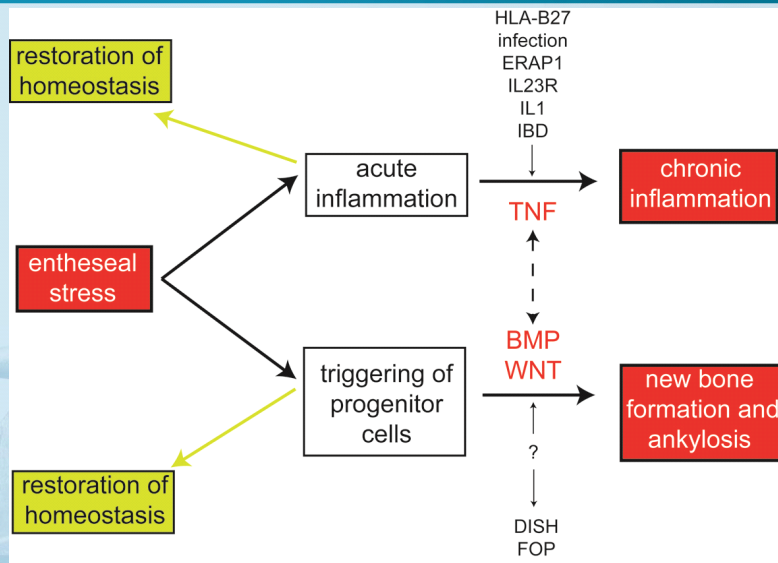 HLA-B27
infection
ERAP1
IL23R
IL1
IBD
restoration of
homeostasis
acute
inflammation
TNF
chronic
inflammation
entheseal
stress
BMP
WNT
triggering of
progenitor
cells
new bone
formation and
ankylosis
?
restoration of
homeostasis
DISH
FOP